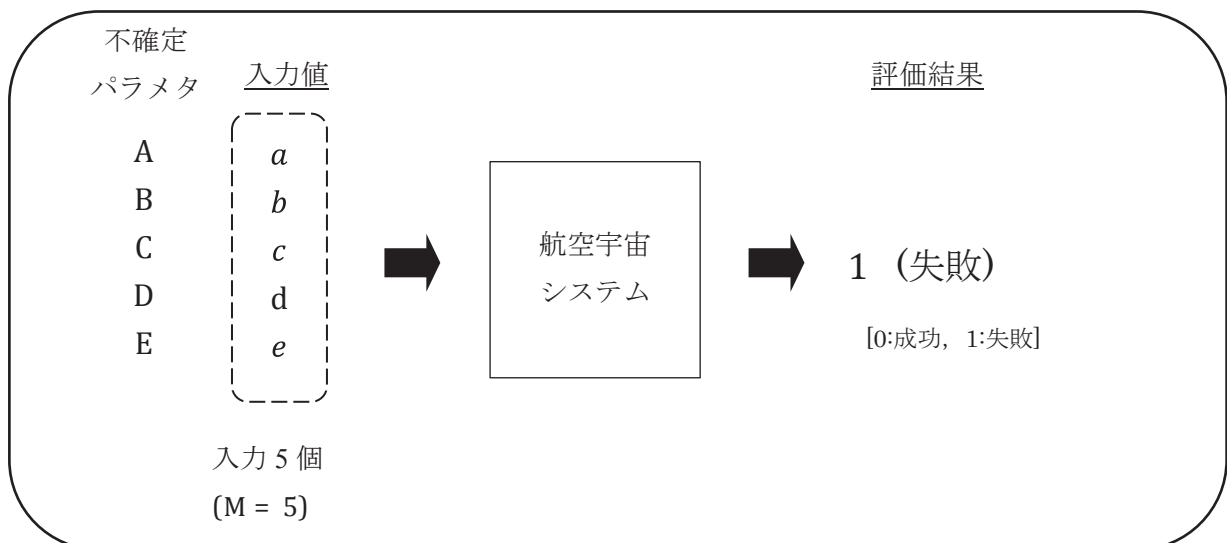 不確定
パラメタ
入力値
評価結果
A
a
B
b
C
c
D
d
E
e
航空宇宙
システム
1 (失敗)
[0:成功, 1:失敗]
入力 5 個
(M = 5)